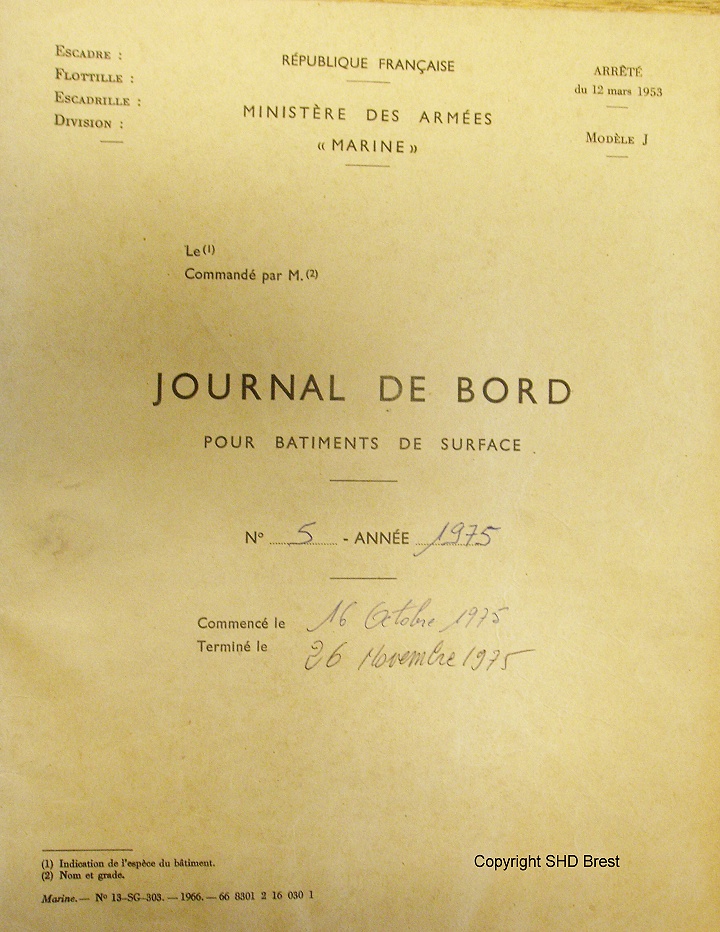 ESCADRE :
FLOTTILLE :
ESCADRILLE :
DIVISION :
RÉPUBLIQUE FRANÇAISE
MINISTÈRE DES ARMÉES
« MARINE »
ARRÊTÉ
du 12 mars 1953
MODÈLE J
Le (1)
Commandé par M. (2)
JOURNAL DE BORD
POUR BATIMENTS DE SURFACE
Nº 5 - ANNÉE 1975
Commencé le 16 Octobre 1975
Terminé le 26 Novembre 1975
(1) Indication de l'espèce du bâtiment.
(2) Nom et grade.
Marine. — Nº 13-SG-303. — 1966. — 66 8301 2 16 030 1
Copyright SHD Brest